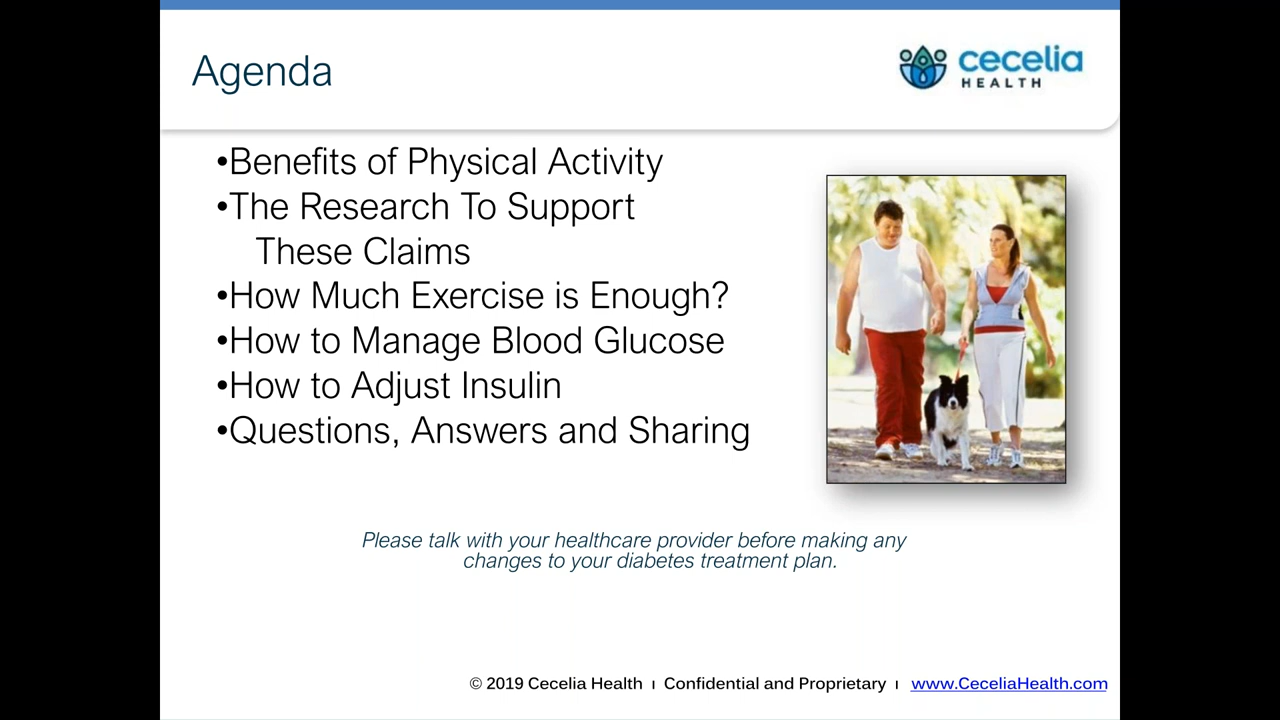 Agenda
cecelia
HEALTH
•Benefits of Physical Activity
•The Research To Support
These Claims
•How Much Exercise is Enough?
•How to Manage Blood Glucose
•How to Adjust Insulin
•Questions, Answers and Sharing
Please talk with your healthcare provider before making any
changes to your diabetes treatment plan.
© 2019 Cecelia Health ı Confidential and Proprietary ı www.CeceliaHealth.com